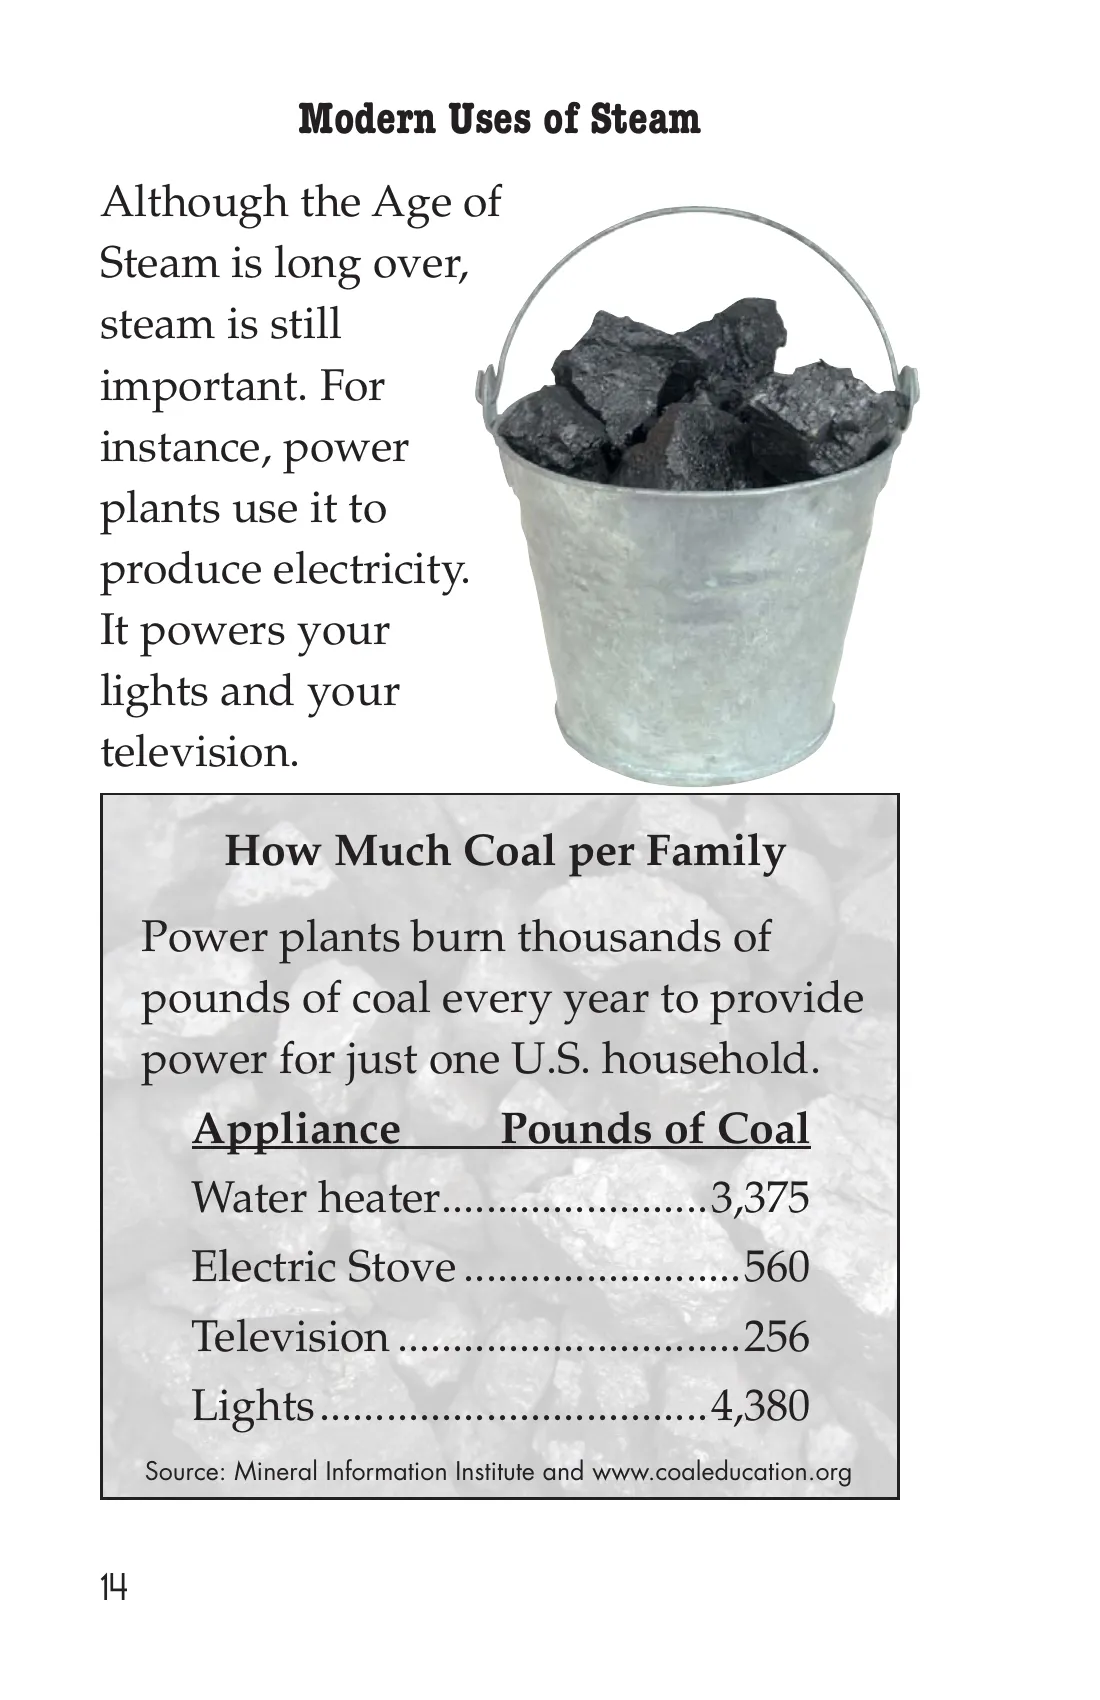 Modern Uses of Steam
Although the Age of
Steam is long over,
steam is still
important. For
instance, power
plants use it to
produce electricity.
It powers your
lights and your
television.
How Much Coal per Family
Power plants burn thousands of
pounds of coal every year to provide
power for just one U.S. household.
Appliance Pounds of Coal
Water heater........................3,375
Electric Stove.........................560
Television...............................256
Lights...................................4,380
Source: Mineral Information Institute and www.coaleducation.org
14